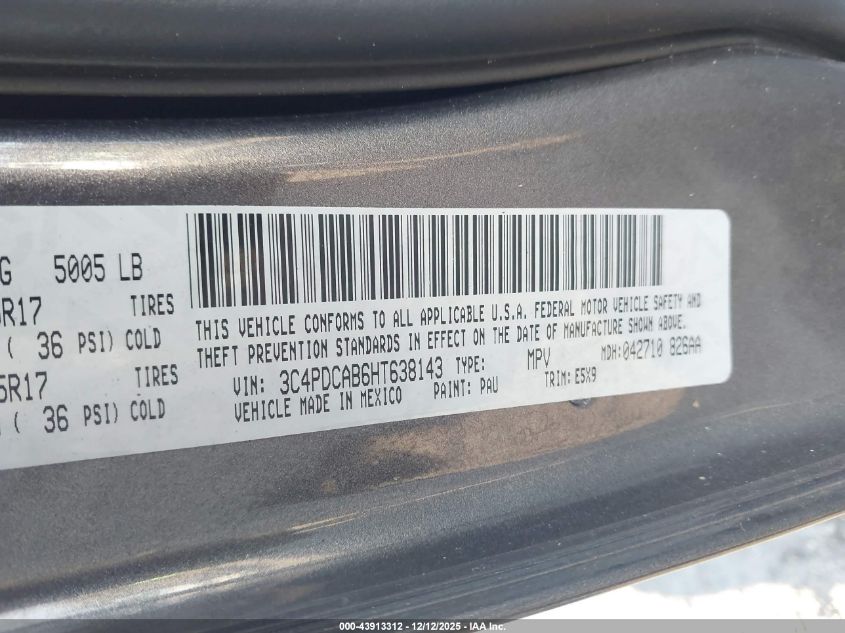 G 5005 LB
R17 TIRES
( 36 PSI) COLD
5R17 TIRES
( 36 PSI) COLD
THIS VEHICLE CONFORMS TO ALL APPLICABLE U.S.A. FEDERAL MOTOR VEHICLE SAFETY AND
THEFT PREVENTION STANDARDS IN EFFECT ON THE DATE OF MANUFACTURE SHOWN ABOVE.
VIN: 3C4PDCAB6HT638143 TYPE: MPV MDH:042710 826AA
VEHICLE MADE IN MEXICO PAINT: PAU TRIM: E5X9
000-43913312 - 12/12/2025 - IAA Inc.